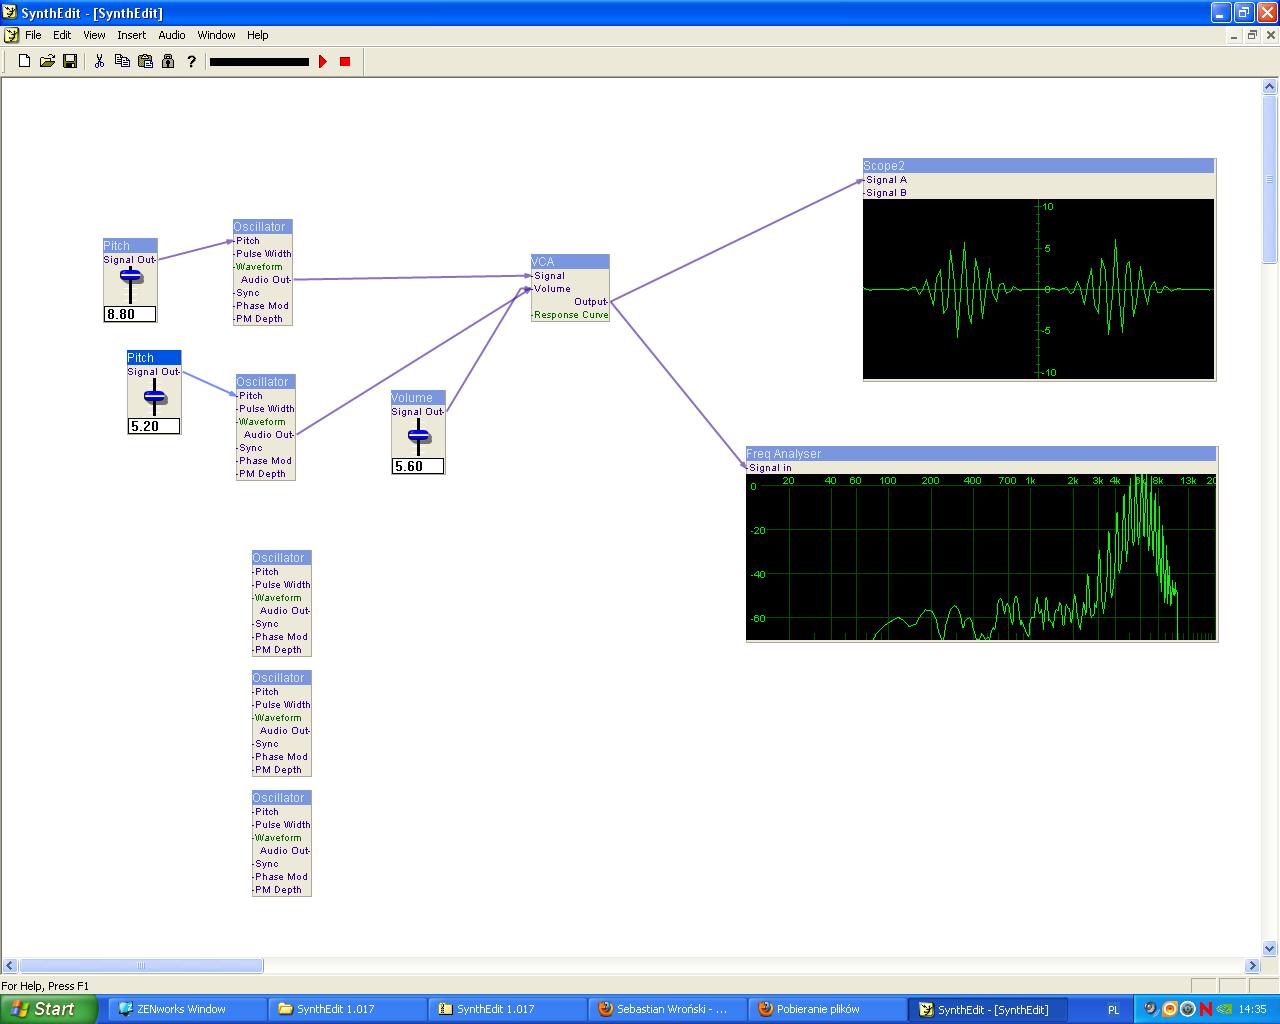 SynthEdit - [SynthEdit]
File Edit View Insert Audio Window Help
Scope2
Signal A
Signal B
10
5
0
-5
-10
Pitch
Signal Out
8.80
Oscillator
Pitch
Pulse Width
Waveform
Audio Out
Sync
Phase Mod
PM Depth
VCA
Signal
Volume
Output
Response Curve
Pitch
Signal Out
5.20
Oscillator
Pitch
Pulse Width
Waveform
Audio Out
Sync
Phase Mod
PM Depth
Volume
Signal Out
5.60
Freq Analyser
Signal in
0 20 40 60 100 200 400 700 1k 2k 3k 4k 6k 8k 13k 20
-20
-40
-60
Oscillator
Pitch
Pulse Width
Waveform
Audio Out
Sync
Phase Mod
PM Depth
Oscillator
Pitch
Pulse Width
Waveform
Audio Out
Sync
Phase Mod
PM Depth
Oscillator
Pitch
Pulse Width
Waveform
Audio Out
Sync
Phase Mod
PM Depth
For Help, Press F1
Start ZENworks Window SynthEdit 1.017 SynthEdit 1.017 Sebastian Wroński - ... Pobieranie plików SynthEdit - [SynthEdit] PL 14:35